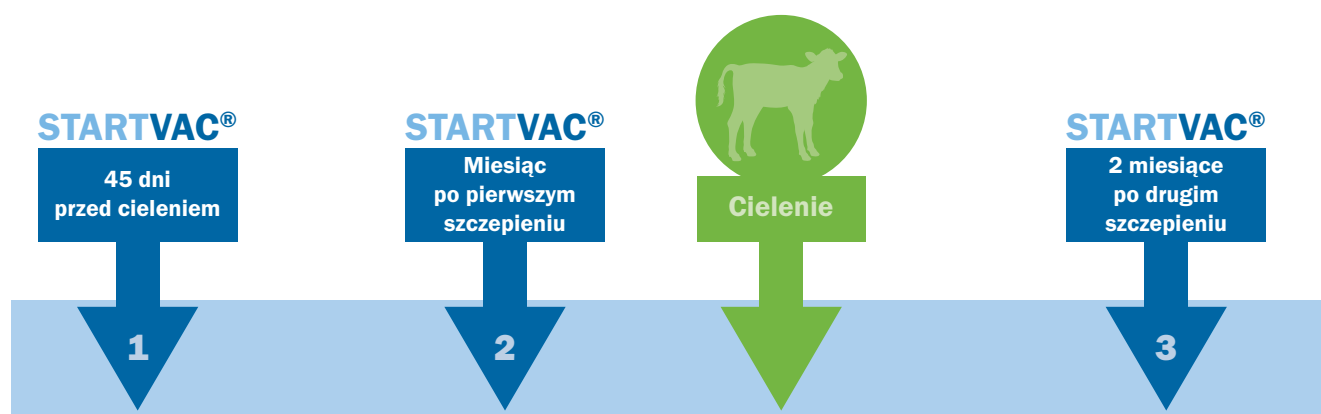 STARTVAC®
45 dni
przed cieleniem
1
STARTVAC®
Miesiąc
po pierwszym
szczepieniu
2
Cielenie
STARTVAC®
2 miesiące
po drugim
szczepieniu
3